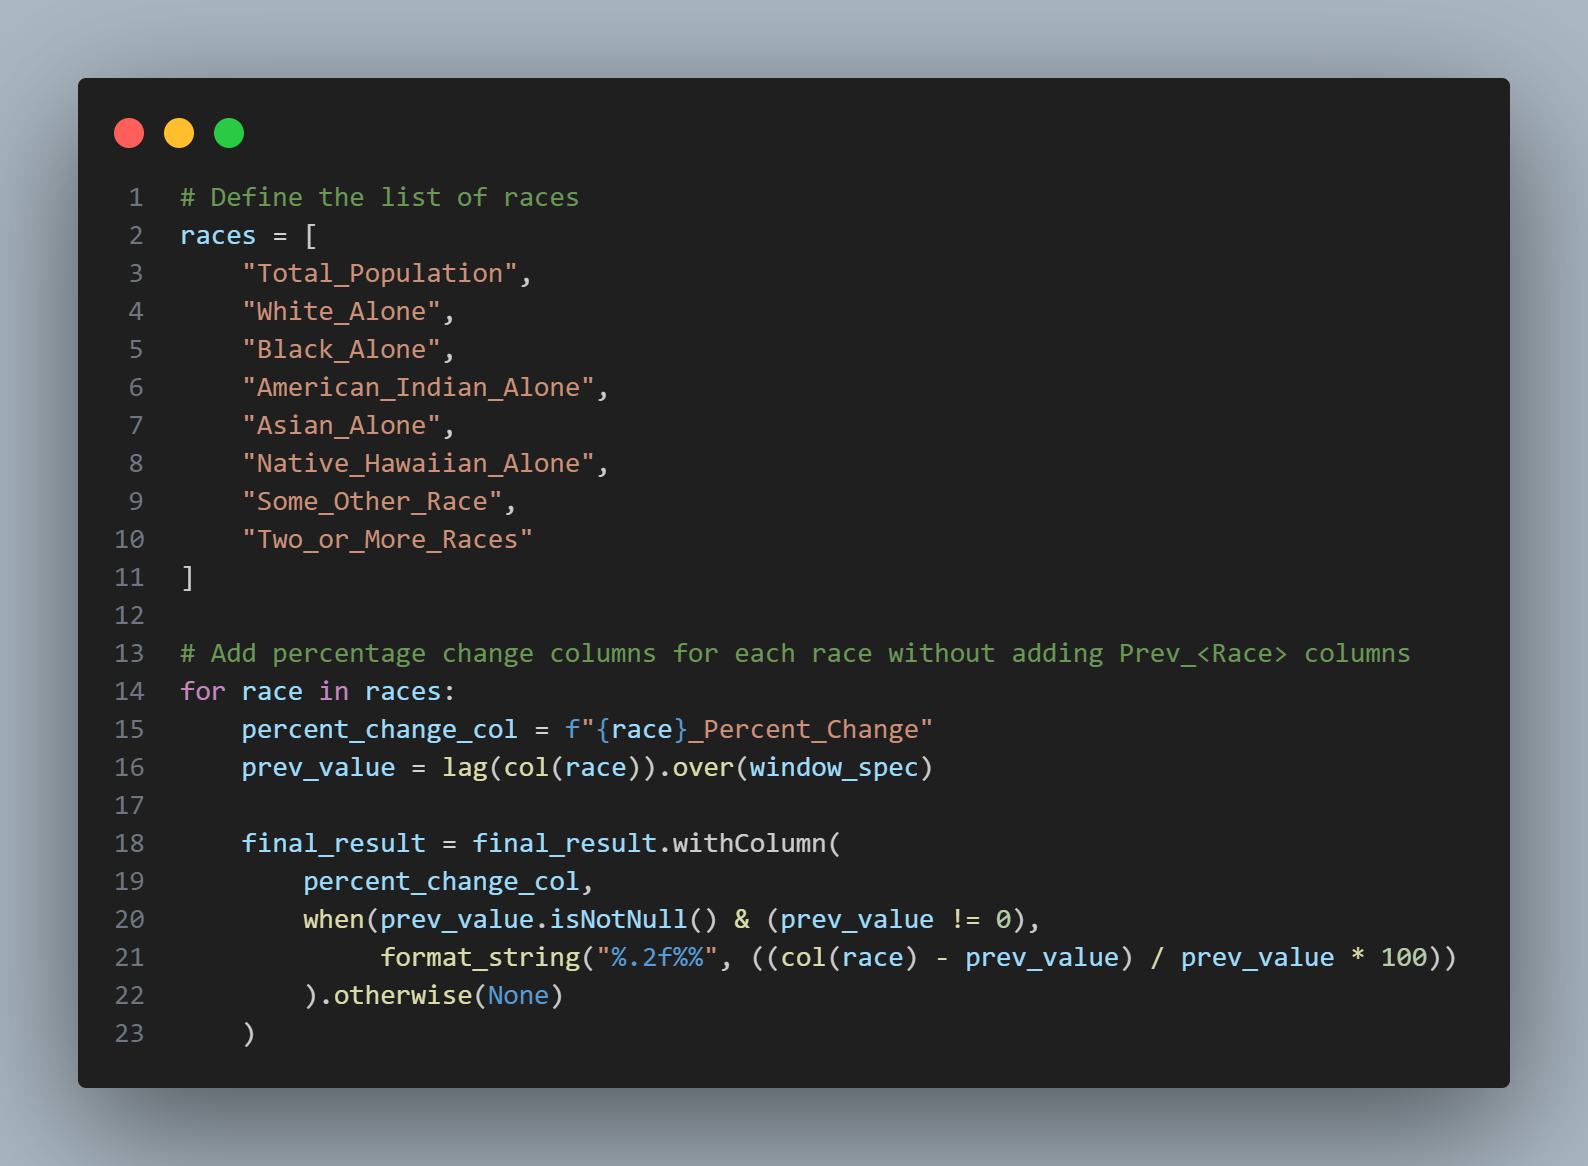 1 # Define the list of races
2 races = [
3     "Total_Population",
4     "White_Alone",
5     "Black_Alone",
6     "American_Indian_Alone",
7     "Asian_Alone",
8     "Native_Hawaiian_Alone",
9     "Some_Other_Race",
10     "Two_or_More_Races"
11 ]
12
13 # Add percentage change columns for each race without adding Prev_<Race> columns
14 for race in races:
15     percent_change_col = f"{race}_Percent_Change"
16     prev_value = lag(col(race)).over(window_spec)
17
18     final_result = final_result.withColumn(
19         percent_change_col,
20         when(prev_value.isNotNull() & (prev_value != 0),
21              format_string("%.2f%%", ((col(race) - prev_value) / prev_value * 100))
22         ).otherwise(None)
23     )